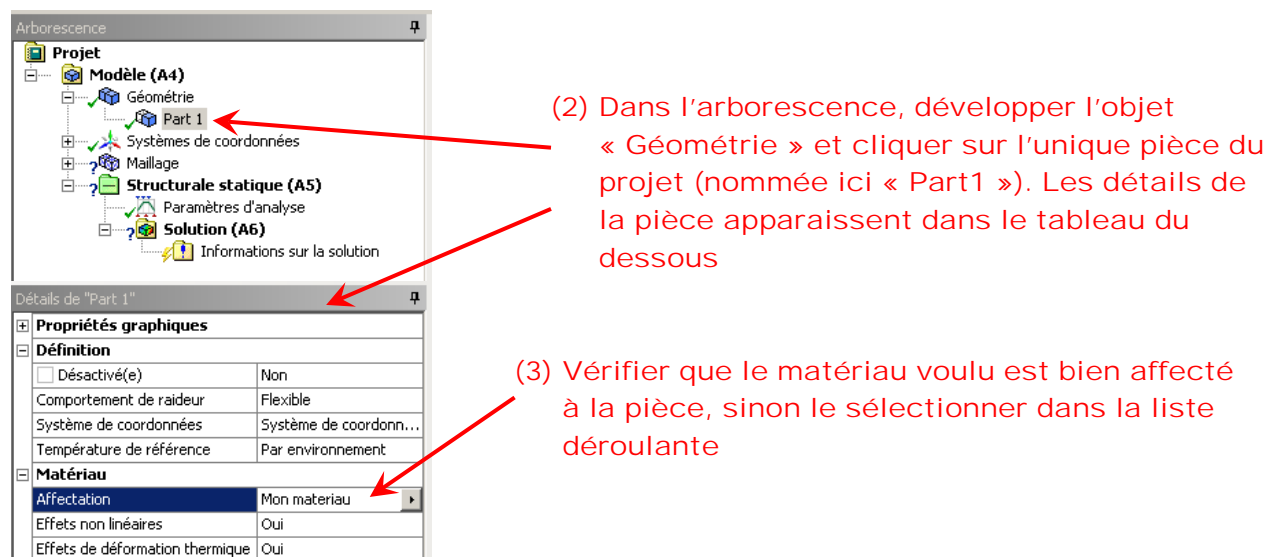 Arborescence
Projet
Modèle (A4)
Géométrie
Part 1
Systèmes de coordonnées
Maillage
Structurale statique (A5)
Paramètres d'analyse
Solution (A6)
Informations sur la solution
(2) Dans l'arborescence, développer l'objet
« Géométrie » et cliquer sur l'unique pièce du
projet (nommée ici « Part1 »). Les détails de
la pièce apparaissent dans le tableau du
dessous
Détails de "Part 1"
Propriétés graphiques
Définition
Désactivé(e) Non
Comportement de raideur Flexible
Système de coordonnées Système de coordonn...
Température de référence Par environnement
Matériau
Affectation Mon materiau
Effets non linéaires Oui
Effets de déformation thermique Oui
(3) Vérifier que le matériau voulu est bien affecté
à la pièce, sinon le sélectionner dans la liste
déroulante